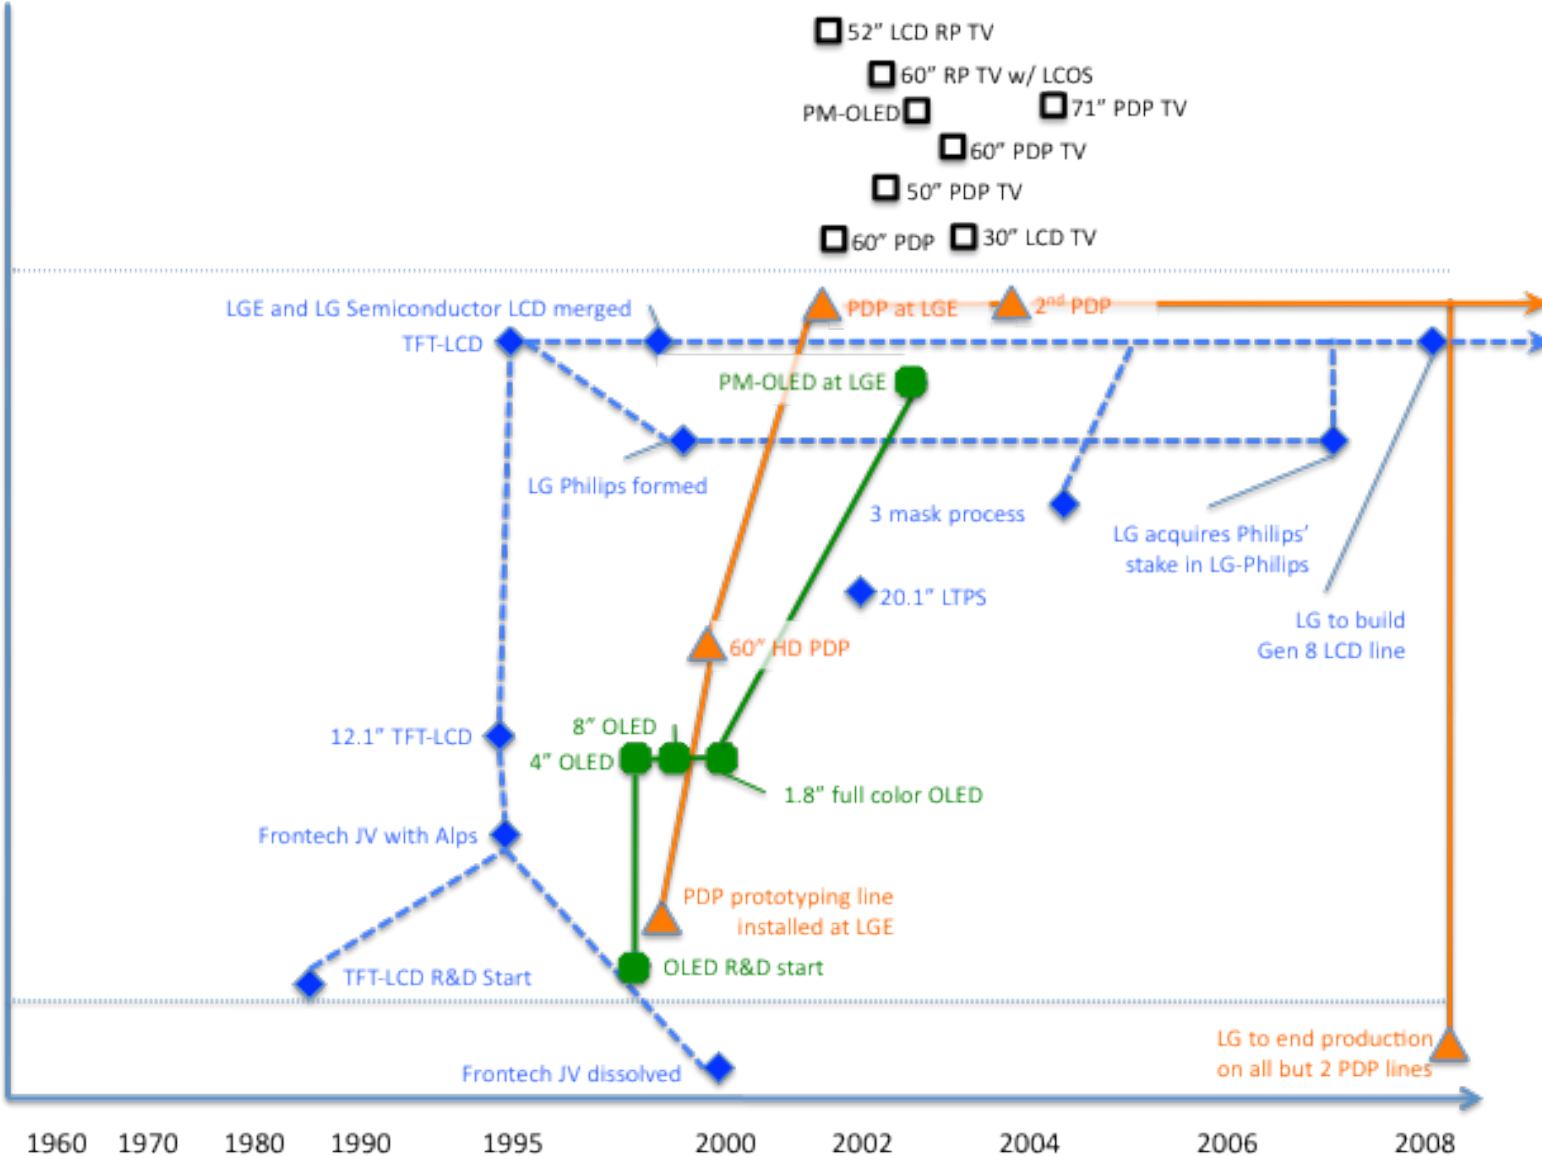 52” LCD RP TV
60” RP TV w/ LCOS
PM-OLED
71” PDP TV
60” PDP TV
50” PDP TV
60” PDP
30” LCD TV
LGE and LG Semiconductor LCD merged
PDP at LGE
2nd PDP
TFT-LCD
PM-OLED at LGE
LG Philips formed
3 mask process
LG acquires Philips’
stake in LG-Philips
20.1” LTPS
LG to build
Gen 8 LCD line
60” HD PDP
8” OLED
12.1” TFT-LCD
4” OLED
1.8” full color OLED
Frontech JV with Alps
PDP prototyping line
installed at LGE
TFT-LCD R&D Start
OLED R&D start
LG to end production
on all but 2 PDP lines
Frontech JV dissolved
1960 1970 1980 1990 1995 2000 2002 2004 2006 2008